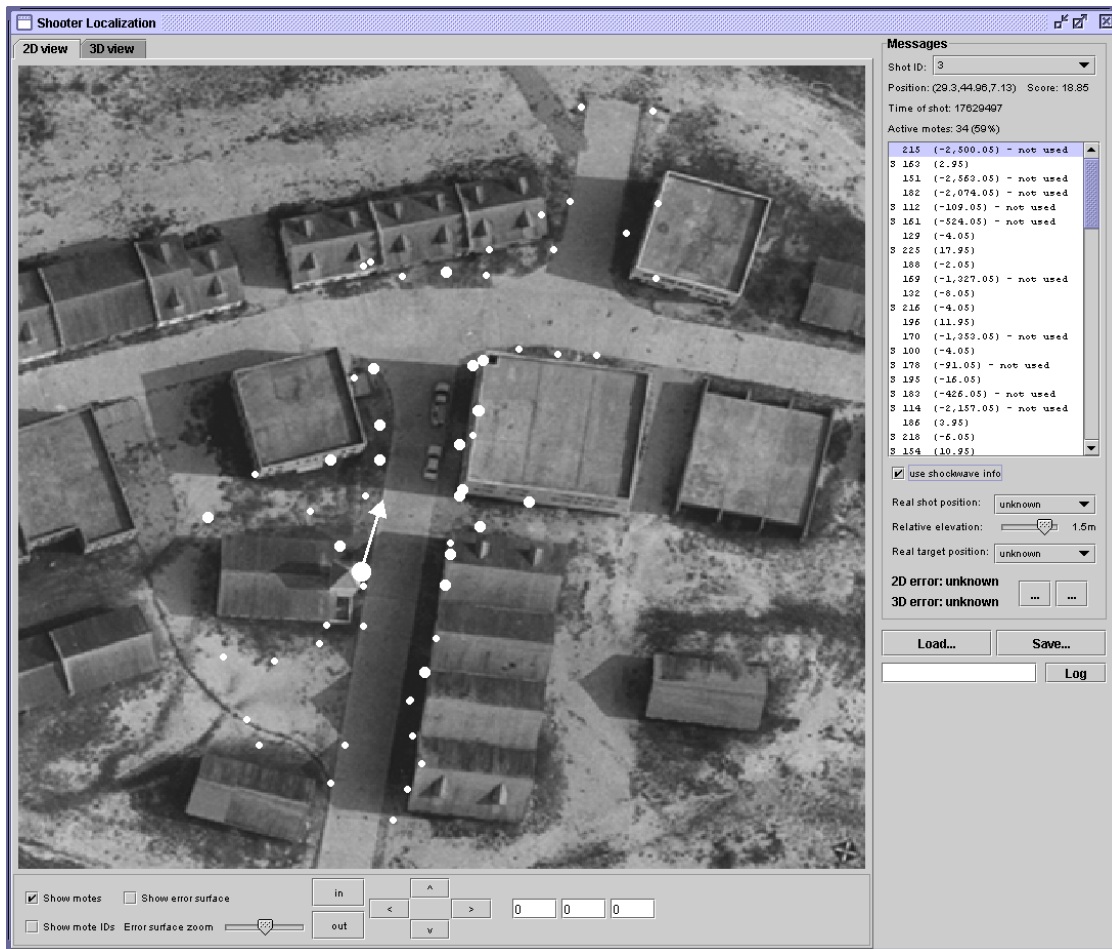 Shooter Localization
2D view 3D view
Messages
Shot ID: 3
Position: (29.3,44.96,7.13) Score: 18.85
Time of shot: 17629497
Active motes: 34 (59%)
215 (-2,500.05) - not used
S 163 (2.95)
151 (-2,563.05) - not used
182 (-2,074.05) - not used
S 112 (-109.05) - not used
S 161 (-524.05) - not used
129 (-4.05)
S 225 (17.95)
188 (-2.05)
169 (-1,327.05) - not used
132 (-8.05)
S 216 (-4.05)
196 (11.95)
170 (-1,353.05) - not used
S 100 (-4.05)
S 178 (-91.05) - not used
S 195 (-16.05)
S 183 (-426.05) - not used
S 114 (-2,157.05) - not used
186 (3.95)
S 218 (-6.05)
S 154 (10.95)
use shockwave info
Real shot position: unknown
Relative elevation: 1.5m
Real target position: unknown
2D error: unknown
3D error: unknown
... ...
Load... Save...
Log
Show motes Show error surface in ^
< > 0 0 0
Show mote IDs Error surface zoom out v